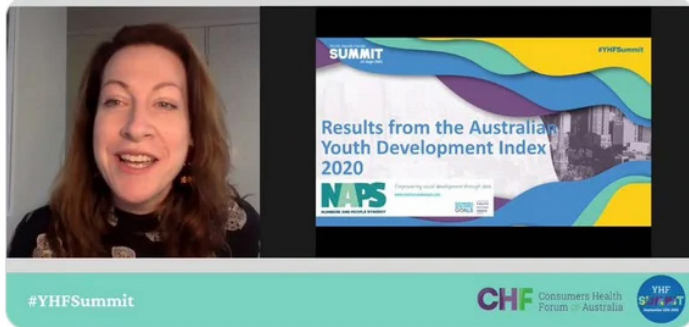 SUMMIT
#YHFSummit
Results from the Australian
Youth Development Index
2020
NAPS
NUMBERS AND PEOPLE SYNERGY
Empowering social development through data
GOALS
#YHFSummit
CHF
Consumers Health
Forum OF Australia
YHF
SUMMIT